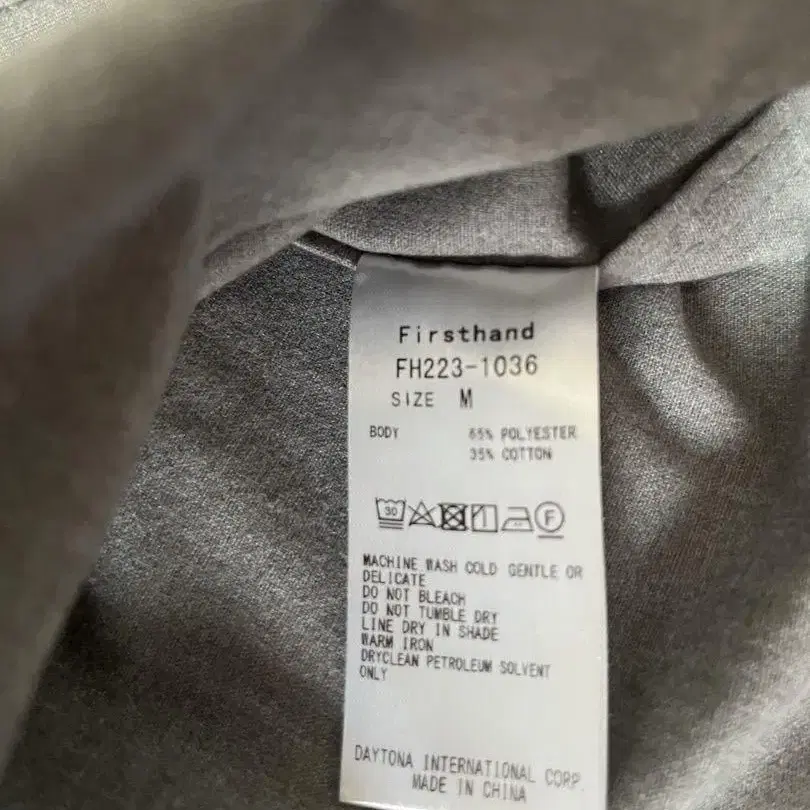 Firsthand
FH223-1036
SIZE M
BODY 65% POLYESTER
35% COTTON
30 F
MACHINE WASH COLD GENTLE OR
DELICATE
DO NOT BLEACH
DO NOT TUMBLE DRY
LINE DRY IN SHADE
WARM IRON
DRYCLEAN PETROLEUM SOLVENT
ONLY
DAYTONA INTERNATIONAL CORP.
MADE IN CHINA